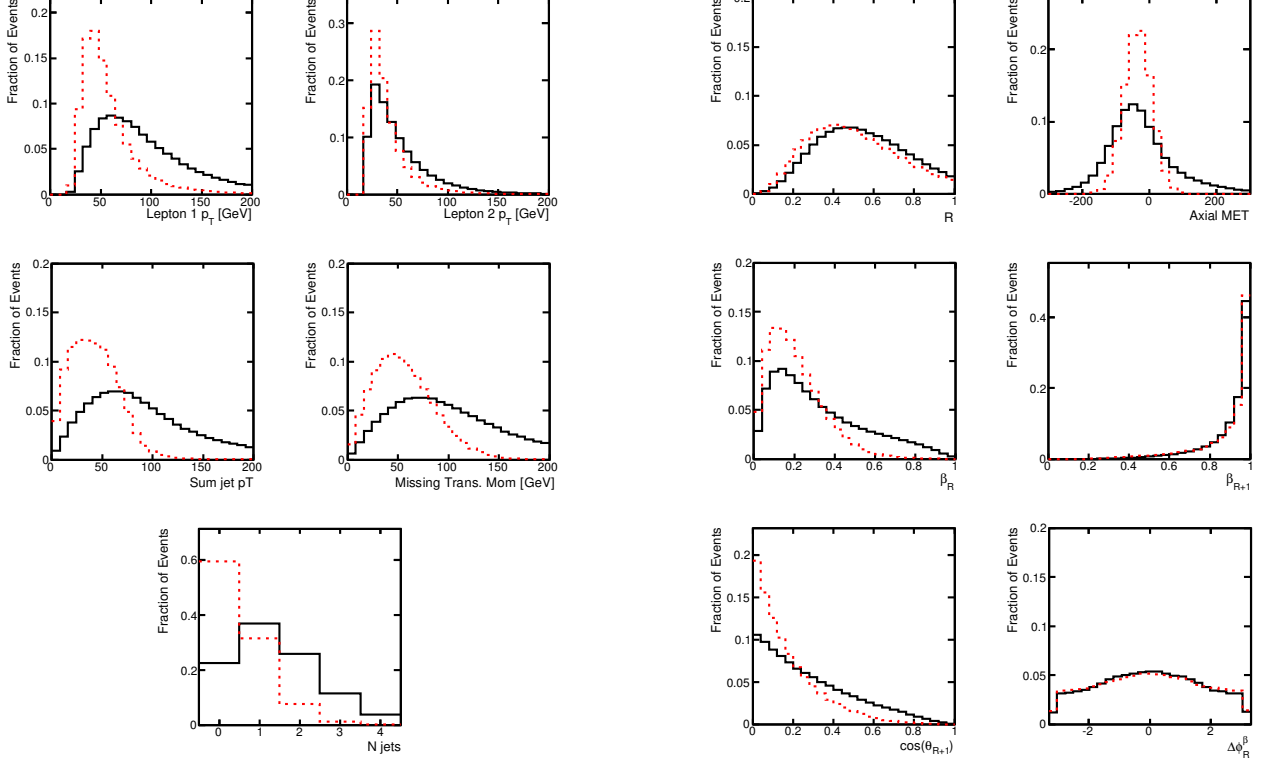 Fraction of Events
0.2
0.15
0.1
0.05
0
0 50 100 150 200
Lepton 1 p_T [GeV]
Fraction of Events
0.3
0.2
0.1
0
0 50 100 150 200
Lepton 2 p_T [GeV]
Fraction of Events
0.2
0.15
0.1
0.05
0
0 0.2 0.4 0.6 0.8 1
R
Fraction of Events
0.2
0.1
0
-200 0 200
Axial MET
Fraction of Events
0.2
0.15
0.1
0.05
0
0 50 100 150 200
Sum jet pT
Fraction of Events
0.2
0.15
0.1
0.05
0
0 50 100 150 200
Missing Trans. Mom [GeV]
Fraction of Events
0.2
0.15
0.1
0.05
0
0 0.2 0.4 0.6 0.8 1
β_R
Fraction of Events
0.4
0.2
0
0 0.2 0.4 0.6 0.8 1
β_{R+1}
Fraction of Events
0.6
0.4
0.2
0
0 1 2 3 4
N jets
Fraction of Events
0.2
0.15
0.1
0.05
0
0 0.2 0.4 0.6 0.8 1
cos(θ_{R+1})
Fraction of Events
0.2
0.15
0.1
0.05
0
-2 0 2
Δφ_R^β